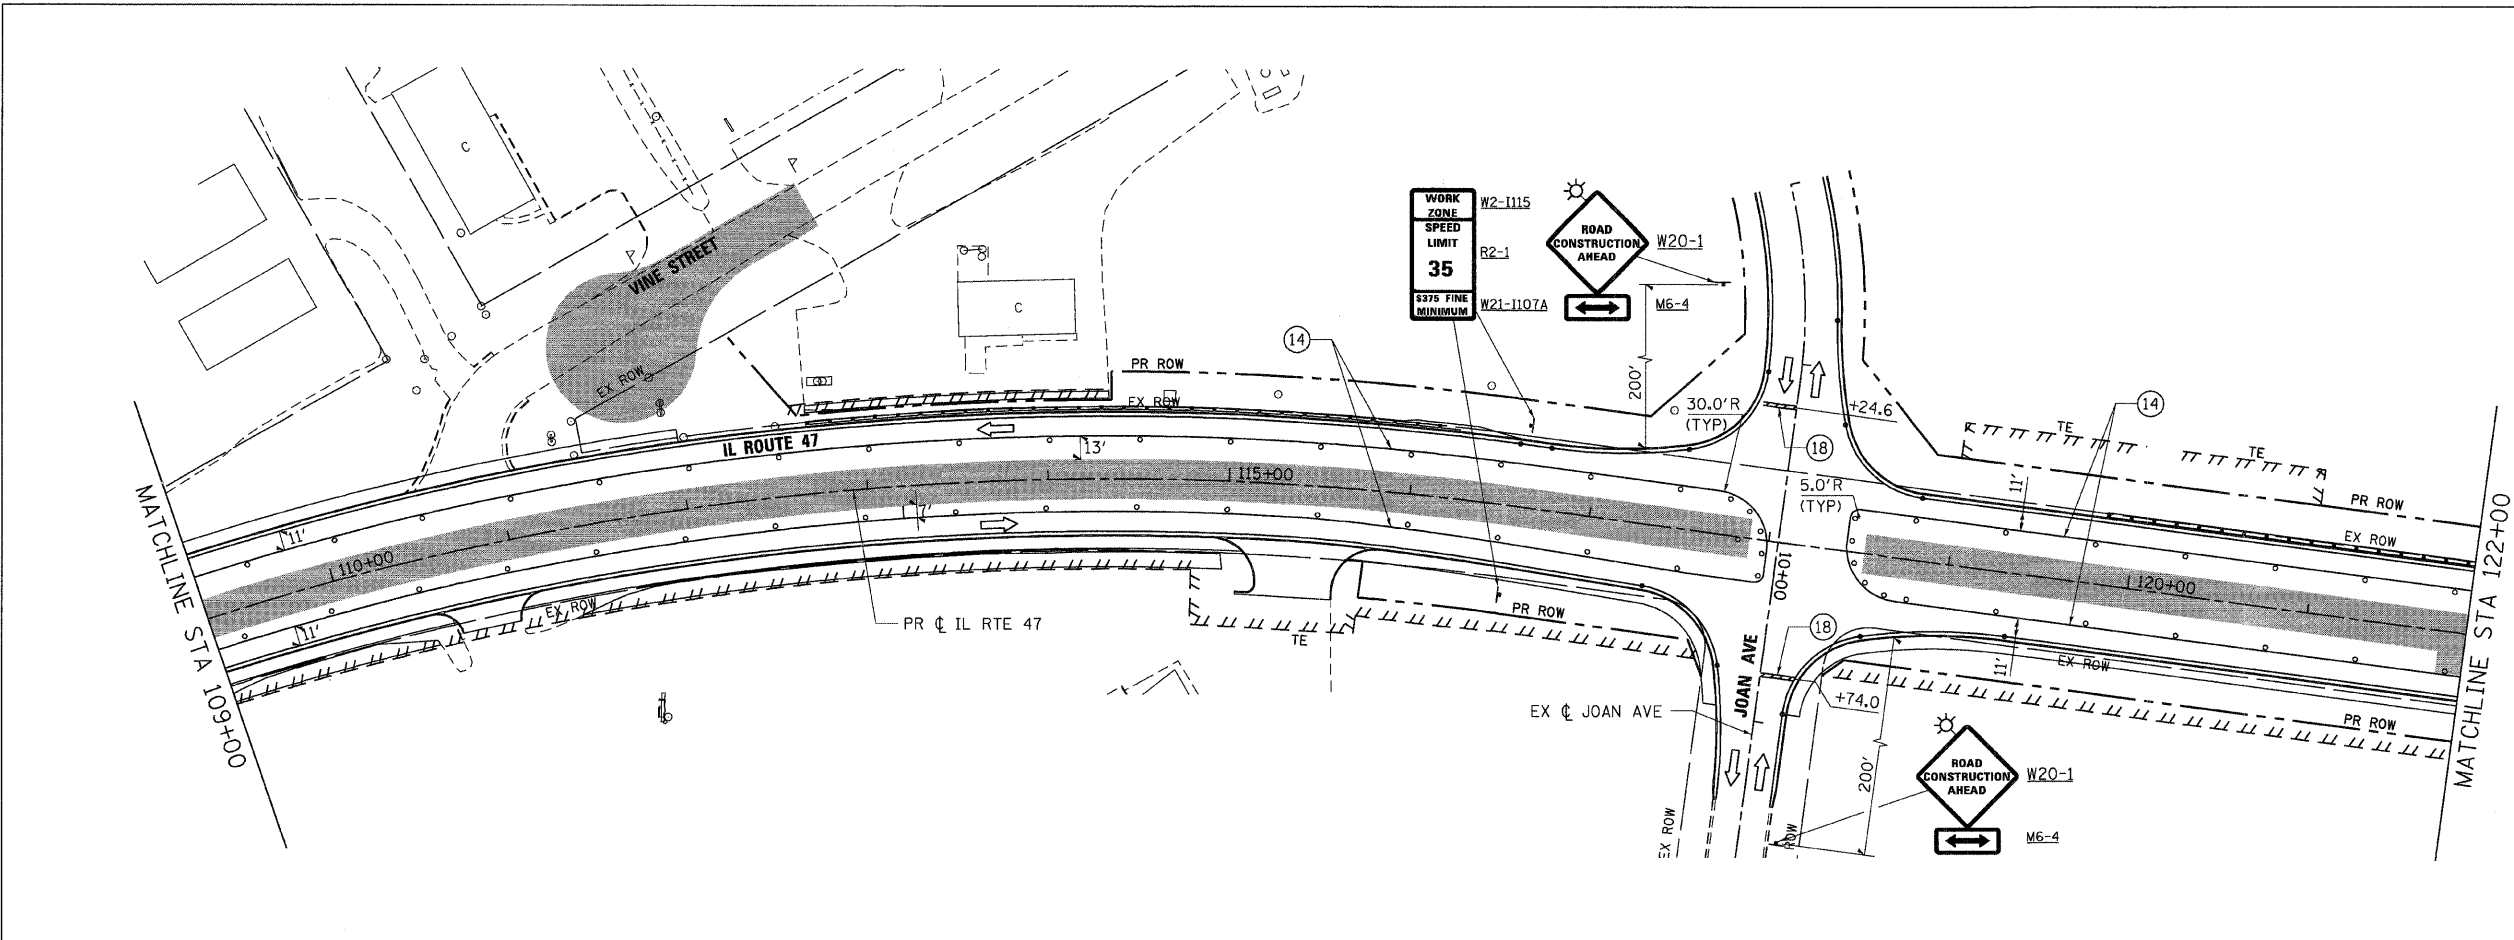 C
VINE STREET
EX ROW
C
WORK
ZONE
W2-I115
SPEED
LIMIT
35
R2-1
$375 FINE
MINIMUM
W21-I107A
ROAD
CONSTRUCTION
AHEAD
W20-1
M6-4
200'
14
PR ROW
EX ROW
30.0'R
(TYP)
+24.6
18
14
TE
TE
IL ROUTE 47
13'
115+00
5.0'R
(TYP)
11'
PR ROW
EX ROW
MATCHLINE STA 109+00
11'
110+00
7'
10+00
120+00
MATCHLINE STA 122+00
11'
EX ROW
PR ₵ IL RTE 47
PR ROW
TE
18
JOAN AVE
11'
EX ROW
EX ₵ JOAN AVE
+74.0
PR ROW
200'
ROAD
CONSTRUCTION
AHEAD
W20-1
M6-4
EX ROW
ROW